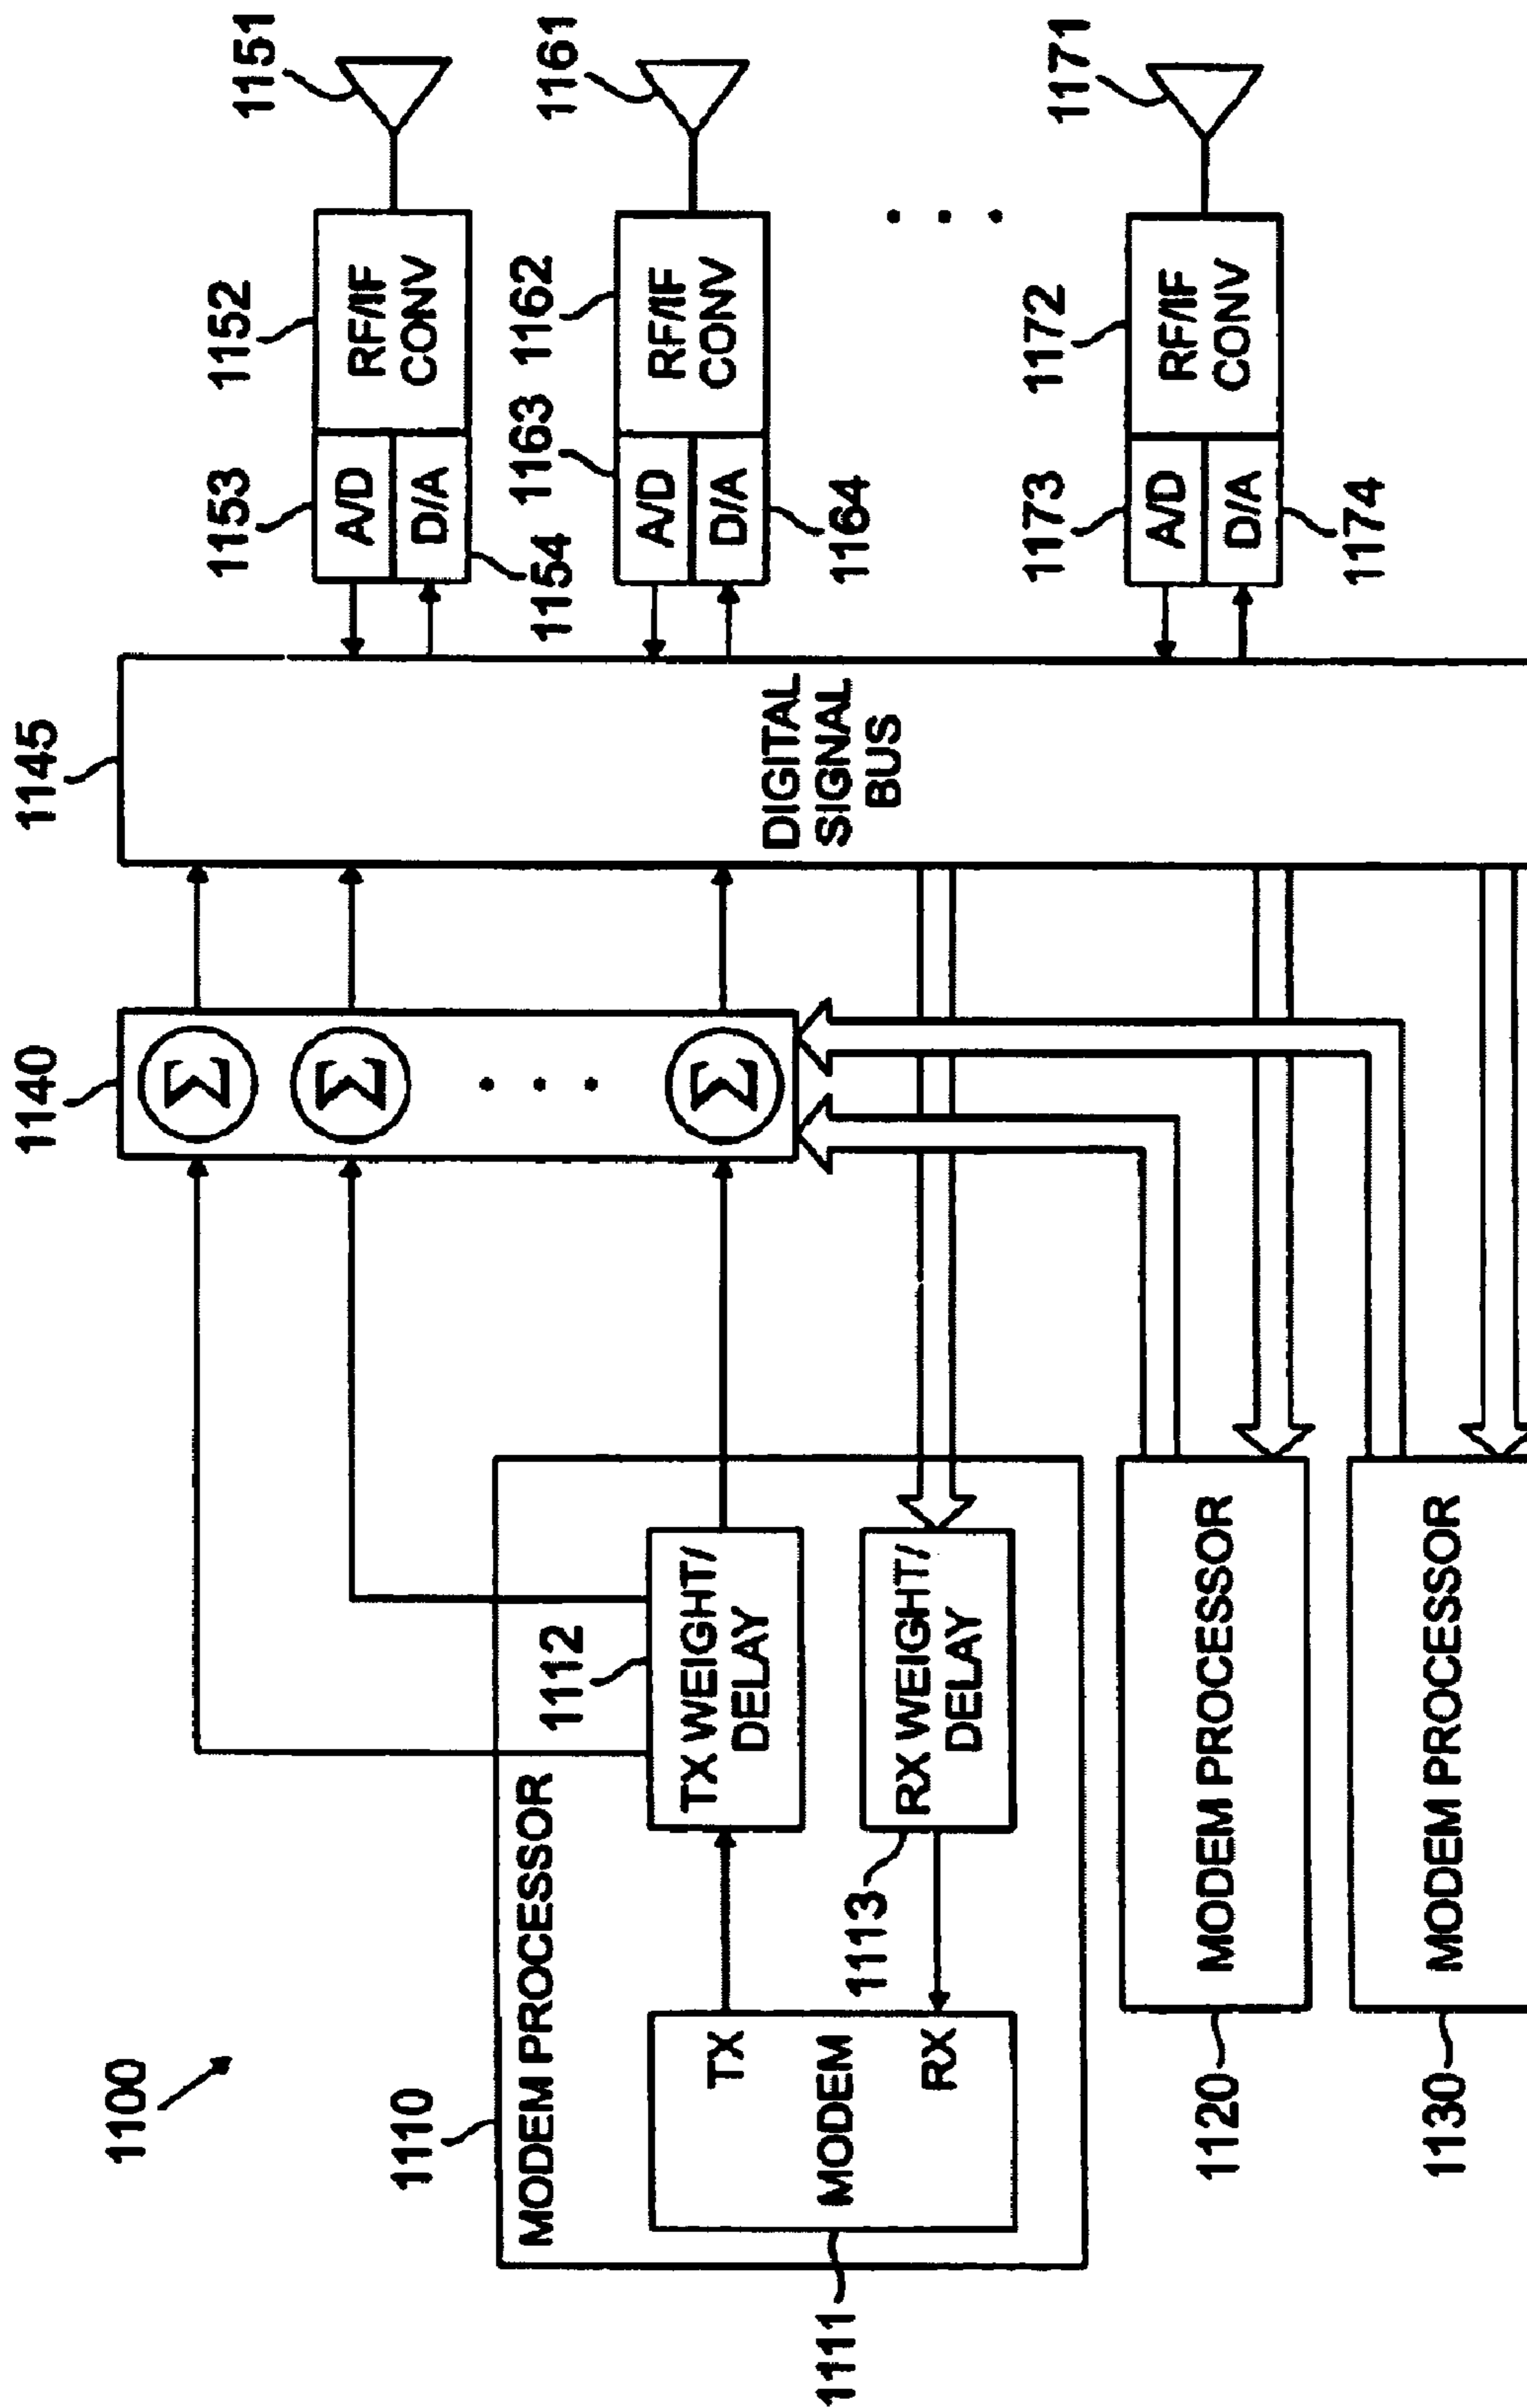 1100
1110
MODEM PROCESSOR
1111
TX
MODEM
RX
1112
TX WEIGHT/
DELAY
1113
RX WEIGHT/
DELAY
1120
MODEM PROCESSOR
1130
MODEM PROCESSOR
1140
Σ
Σ
Σ
1145
DIGITAL
SIGNAL
BUS
1153
A/D
D/A
1154
1152
RF/IF
CONV
1151
1163
A/D
D/A
1164
1162
RF/IF
CONV
1161
1173
A/D
D/A
1174
1172
RF/IF
CONV
1171